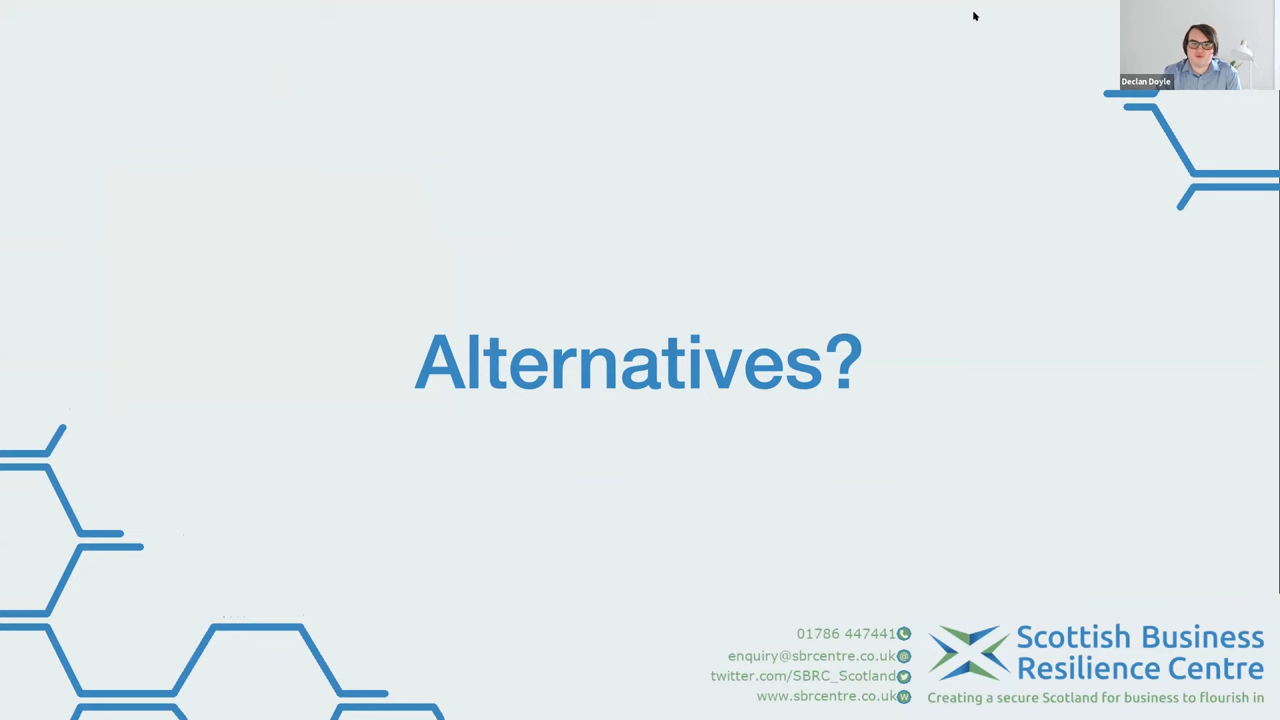 Declan Doyle
Alternatives?
01786 447441
enquiry@sbrcentre.co.uk
twitter.com/SBRC_Scotland
www.sbrcentre.co.uk
Scottish Business
Resilience Centre
Creating a secure Scotland for business to flourish in